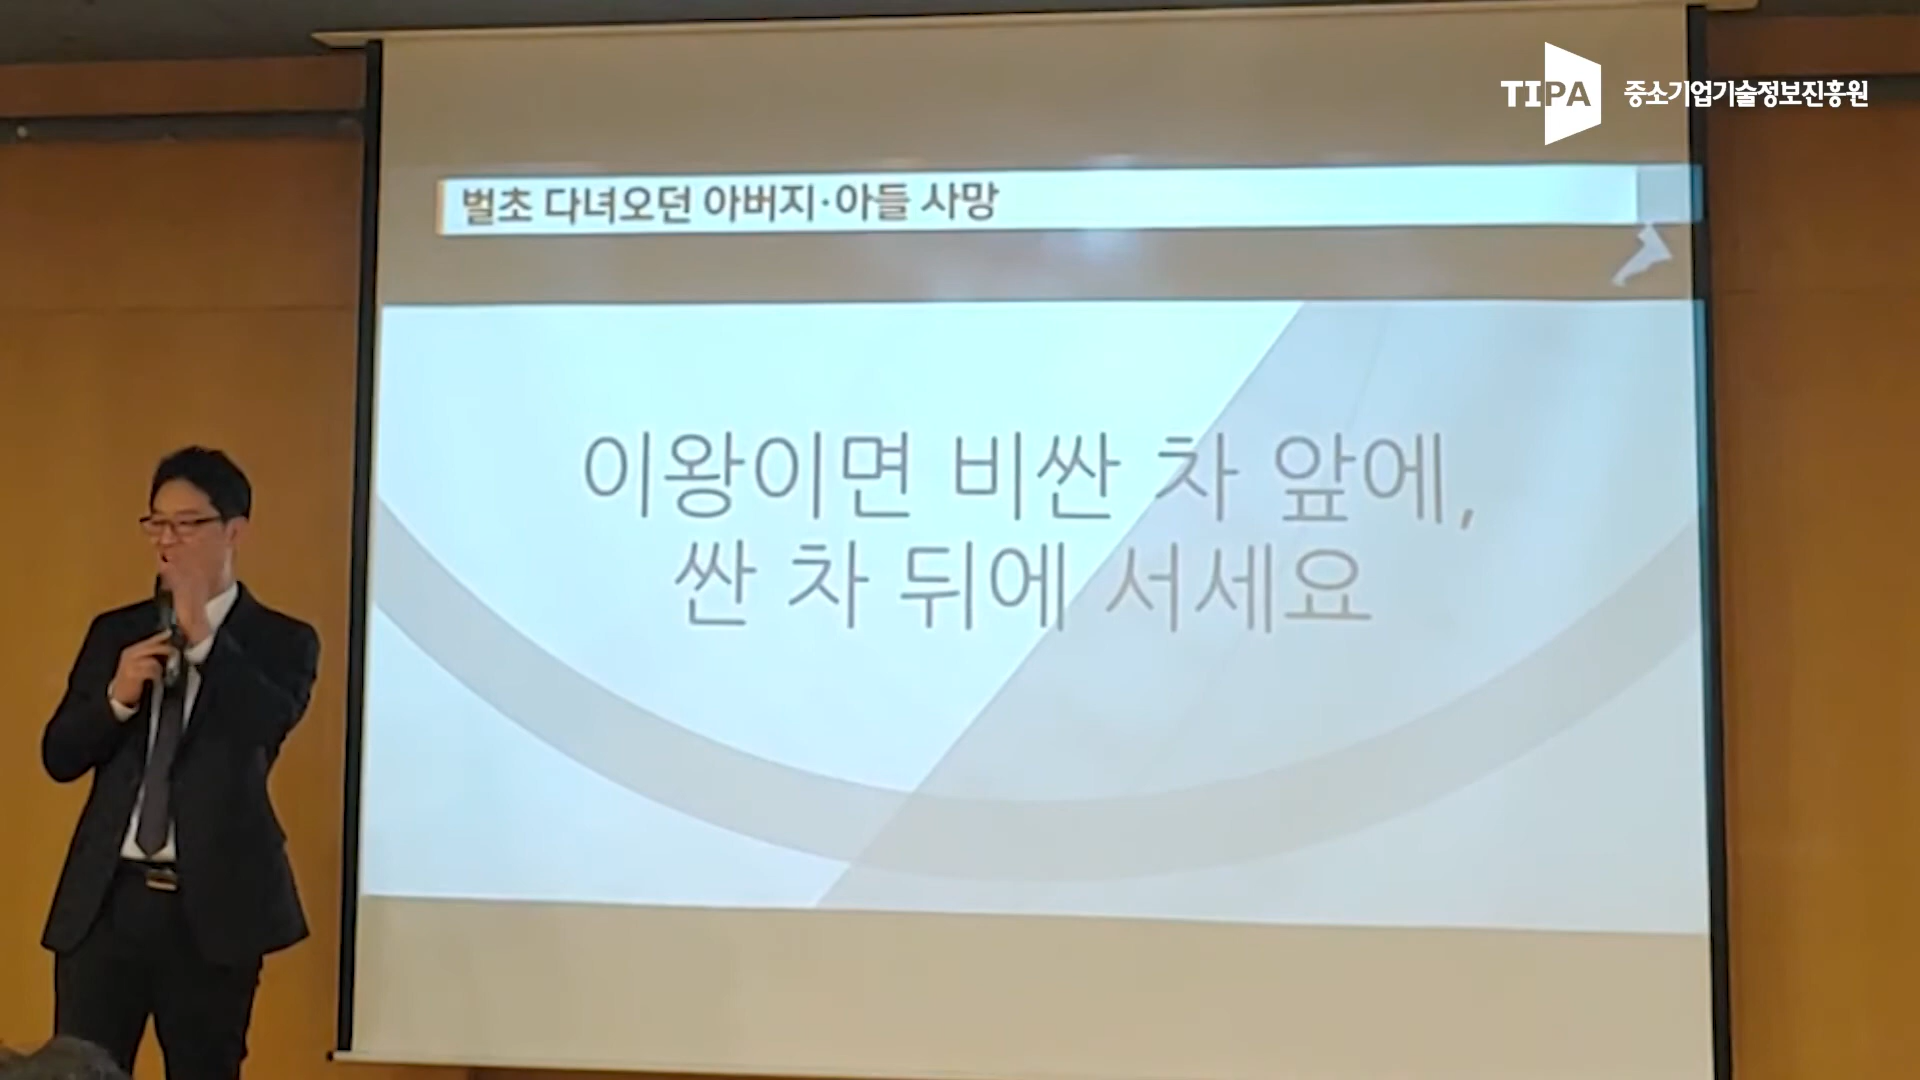 TIPA 중소기업기술정보진흥원
벌초 다녀오던 아버지·아들 사망
이왕이면 비싼 차 앞에,
싼 차 뒤에 서세요